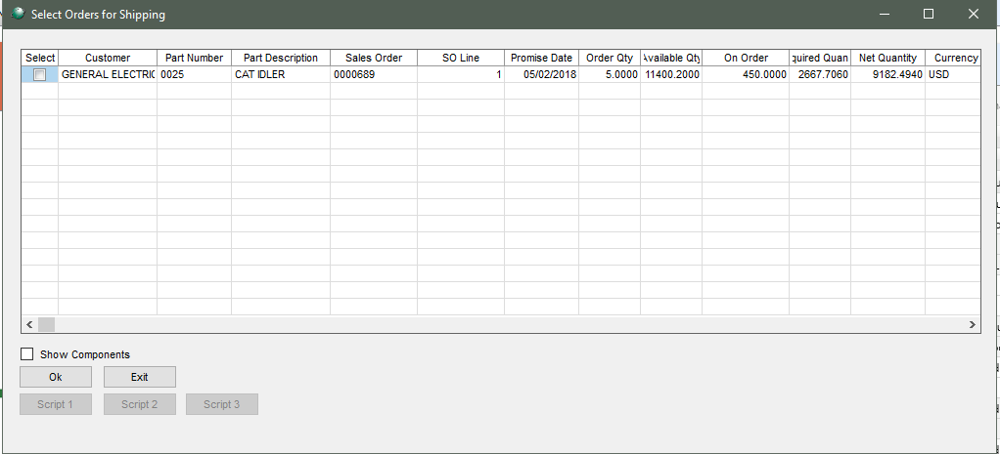 Select Orders for Shipping
Select Customer Part Number Part Description Sales Order SO Line Promise Date Order Qty Available Qty On Order quired Quan Net Quantity Currency
GENERAL ELECTRIC 0025 CAT IDLER 0000689 1 05/02/2018 5.0000 11400.2000 450.0000 2667.7060 9182.4940 USD
Show Components
Ok Exit
Script 1 Script 2 Script 3